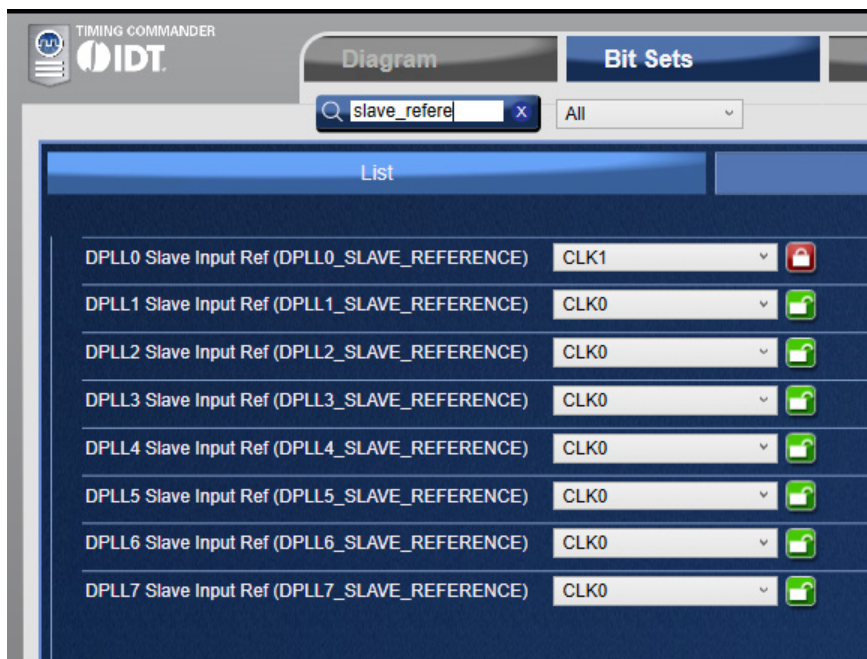 TIMING COMMANDER
IDT.
Diagram
Bit Sets
slave_refere
X
All
List
DPLL0 Slave Input Ref (DPLL0_SLAVE_REFERENCE) CLK1
DPLL1 Slave Input Ref (DPLL1_SLAVE_REFERENCE) CLK0
DPLL2 Slave Input Ref (DPLL2_SLAVE_REFERENCE) CLK0
DPLL3 Slave Input Ref (DPLL3_SLAVE_REFERENCE) CLK0
DPLL4 Slave Input Ref (DPLL4_SLAVE_REFERENCE) CLK0
DPLL5 Slave Input Ref (DPLL5_SLAVE_REFERENCE) CLK0
DPLL6 Slave Input Ref (DPLL6_SLAVE_REFERENCE) CLK0
DPLL7 Slave Input Ref (DPLL7_SLAVE_REFERENCE) CLK0